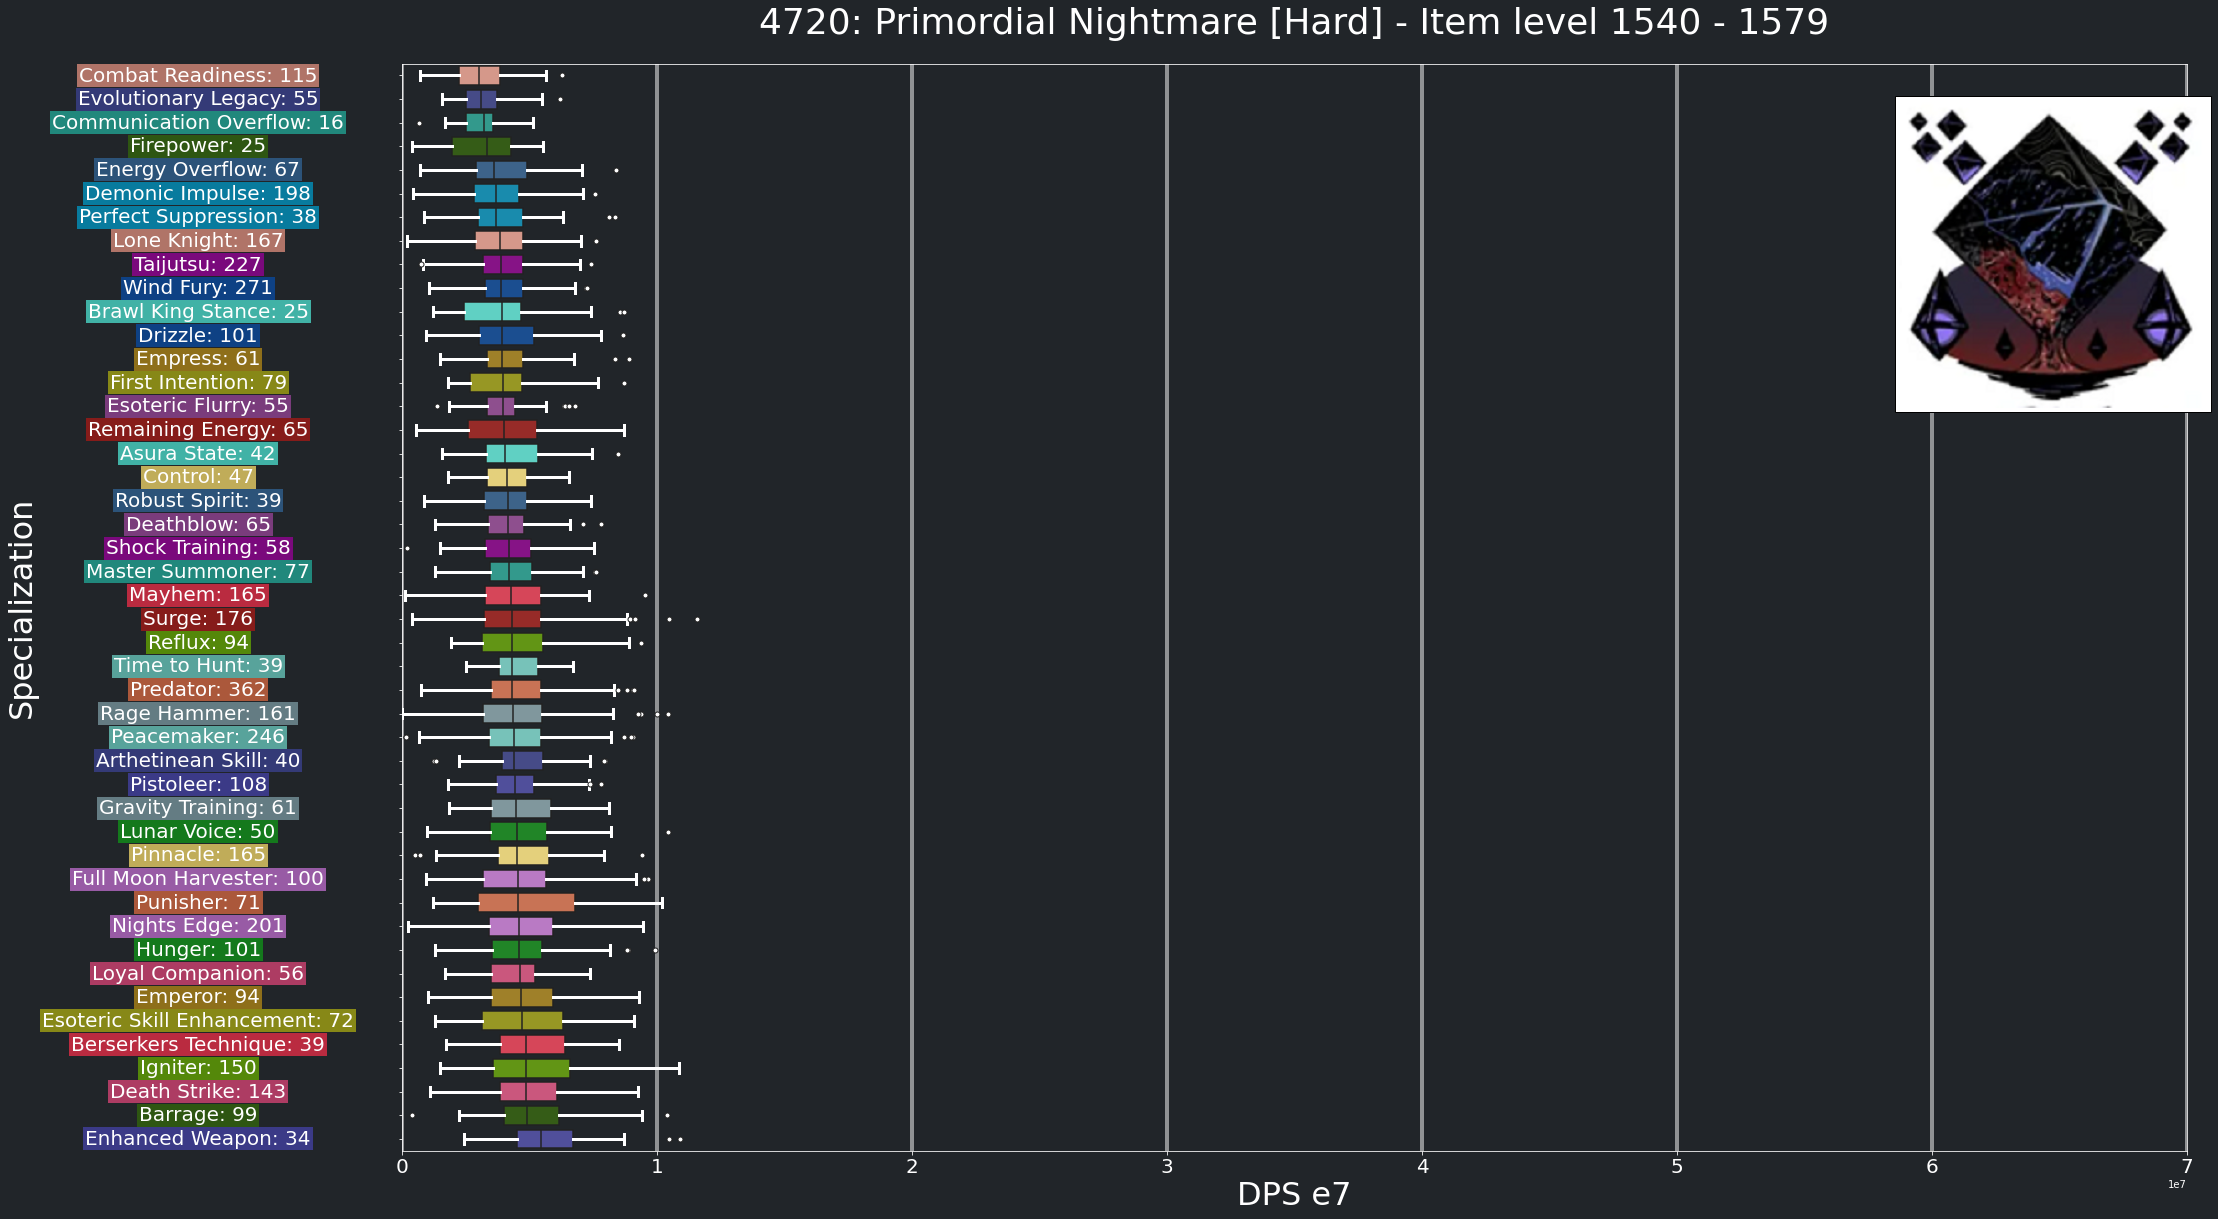 4720: Primordial Nightmare [Hard] - Item level 1540 - 1579
Specialization
Combat Readiness: 115
Evolutionary Legacy: 55
Communication Overflow: 16
Firepower: 25
Energy Overflow: 67
Demonic Impulse: 198
Perfect Suppression: 38
Lone Knight: 167
Taijutsu: 227
Wind Fury: 271
Brawl King Stance: 25
Drizzle: 101
Empress: 61
First Intention: 79
Esoteric Flurry: 55
Remaining Energy: 65
Asura State: 42
Control: 47
Robust Spirit: 39
Deathblow: 65
Shock Training: 58
Master Summoner: 77
Mayhem: 165
Surge: 176
Reflux: 94
Time to Hunt: 39
Predator: 362
Rage Hammer: 161
Peacemaker: 246
Arthetinean Skill: 40
Pistoleer: 108
Gravity Training: 61
Lunar Voice: 50
Pinnacle: 165
Full Moon Harvester: 100
Punisher: 71
Nights Edge: 201
Hunger: 101
Loyal Companion: 56
Emperor: 94
Esoteric Skill Enhancement: 72
Berserkers Technique: 39
Igniter: 150
Death Strike: 143
Barrage: 99
Enhanced Weapon: 34
0 1 2 3 4 5 6 7
1e7
DPS e7